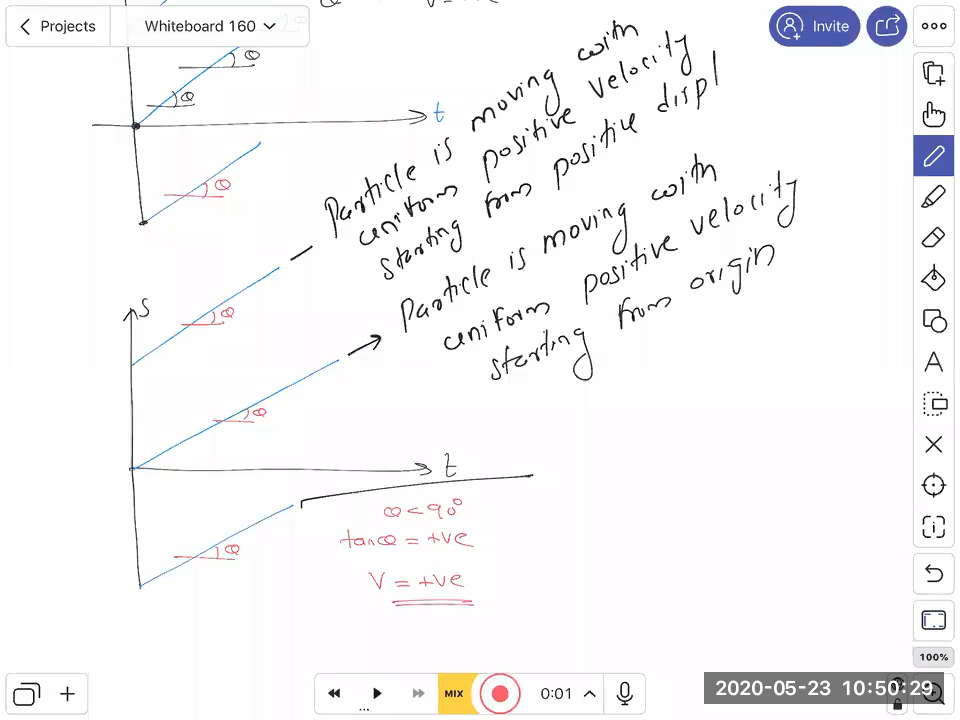 Projects
Whiteboard 160
Invite
θ
θ
t
θ
Particle is moving with
uniform positive velocity
starting from positive displ
Particle is moving with
uniform positive velocity
starting from origin
S
θ
θ
t
θ < 90°
tanθ = +ve
θ
V = +ve
100%
MIX
0:01
2020-05-23 10:50:29